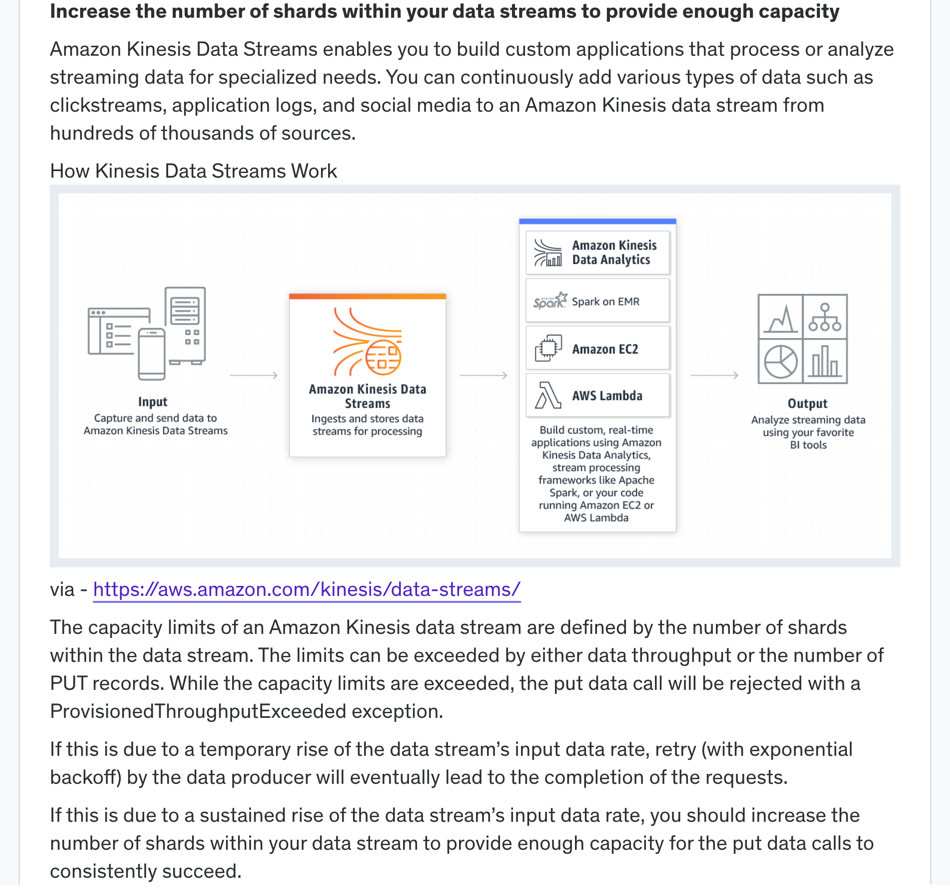 Increase the number of shards within your data streams to provide enough capacity
Amazon Kinesis Data Streams enables you to build custom applications that process or analyze
streaming data for specialized needs. You can continuously add various types of data such as
clickstreams, application logs, and social media to an Amazon Kinesis data stream from
hundreds of thousands of sources.
How Kinesis Data Streams Work
Input
Capture and send data to
Amazon Kinesis Data Streams
Amazon Kinesis Data
Streams
Ingests and stores data
streams for processing
Amazon Kinesis
Data Analytics
Spark
Spark on EMR
Amazon EC2
AWS Lambda
Build custom, real-time
applications using Amazon
Kinesis Data Analytics,
stream processing
frameworks like Apache
Spark, or your code
running Amazon EC2 or
AWS Lambda
Output
Analyze streaming data
using your favorite
BI tools
via - https://aws.amazon.com/kinesis/data-streams/
The capacity limits of an Amazon Kinesis data stream are defined by the number of shards
within the data stream. The limits can be exceeded by either data throughput or the number of
PUT records. While the capacity limits are exceeded, the put data call will be rejected with a
ProvisionedThroughputExceeded exception.
If this is due to a temporary rise of the data stream’s input data rate, retry (with exponential
backoff) by the data producer will eventually lead to the completion of the requests.
If this is due to a sustained rise of the data stream’s input data rate, you should increase the
number of shards within your data stream to provide enough capacity for the put data calls to
consistently succeed.